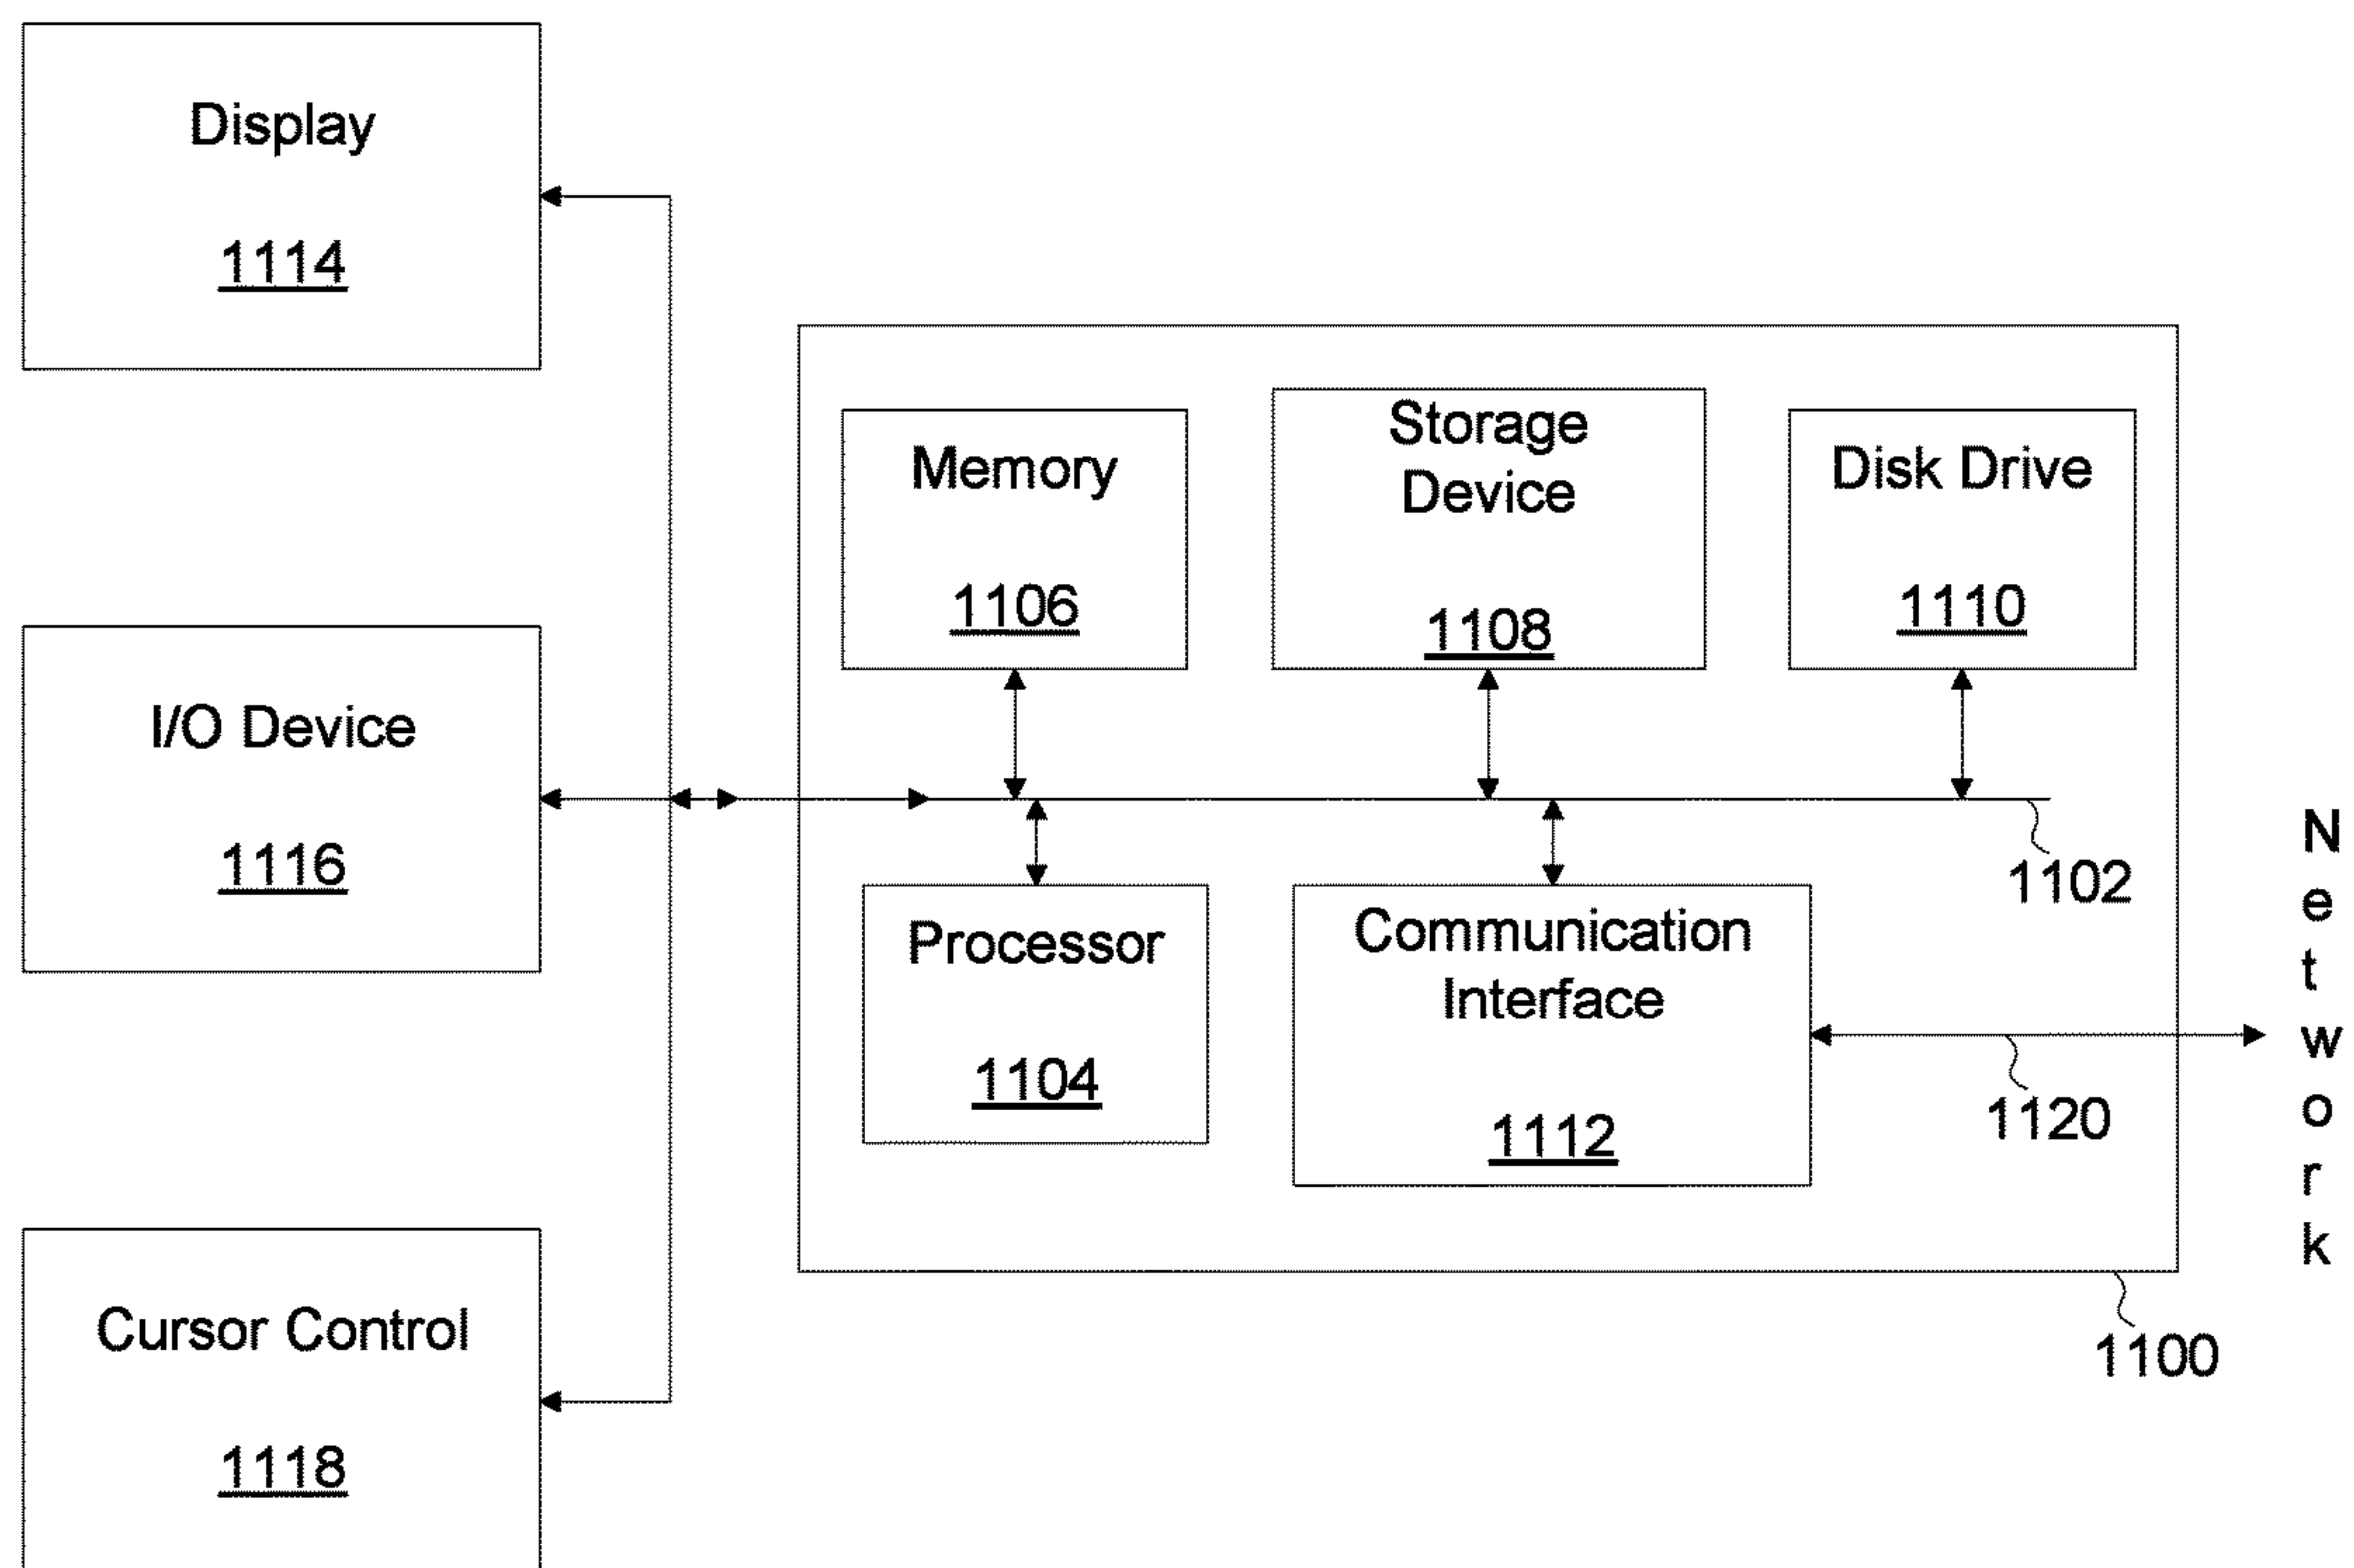 Display
1114
I/O Device
1116
Cursor Control
1118
Memory
1106
Storage
Device
1108
Disk Drive
1110
1102
Processor
1104
Communication
Interface
1112
1120
1100
Network